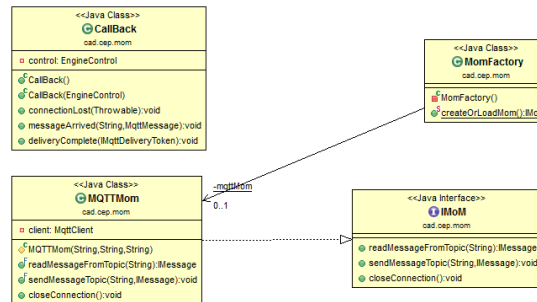 <<Java Class>>
CallBack
cad.cep.mom
control: EngineControl
CallBack()
CallBack(EngineControl)
connectionLost(Throwable):void
messageArrived(String,MqttMessage):void
deliveryComplete(IMqttDeliveryToken):void
<<Java Class>>
MomFactory
cad.cep.mom
MomFactory()
createOrLoadMom():IMo
-mqttMom
0..1
<<Java Class>>
MQTTMom
cad.cep.mom
client: MqttClient
MQTTMom(String,String,String)
readMessageFromTopic(String):IMessage
sendMessageTopic(String,IMessage):void
closeConnection():void
<<Java Interface>>
IMoM
cad.cep.mom
readMessageFromTopic(String):IMessage
sendMessageTopic(String,IMessage):void
closeConnection():void